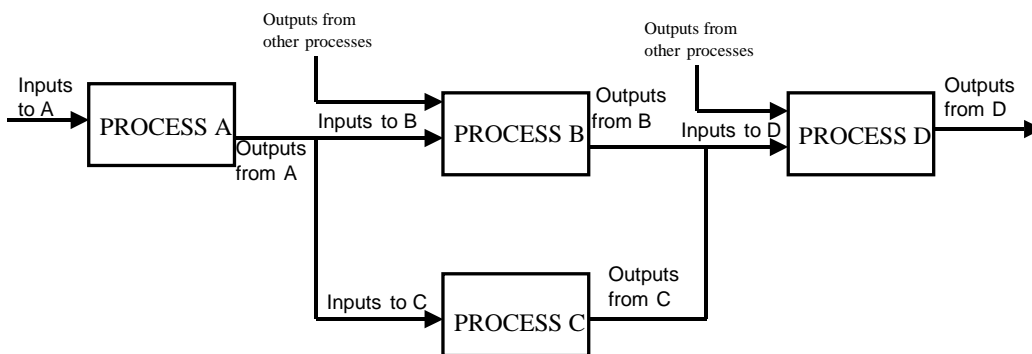 Outputs from
other processes
Outputs from
other processes
Inputs
to A
PROCESS A
Outputs
from A
Inputs to B
PROCESS B
Outputs
from B
Inputs to D
PROCESS D
Outputs
from D
Inputs to C
PROCESS C
Outputs
from C